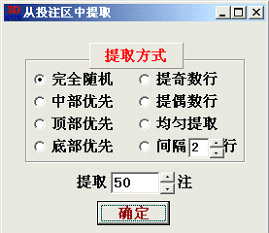 3D 从投注区中提取
提取方式
完全随机 提奇数行
中部优先 提偶数行
顶部优先 均匀提取
底部优先 间隔 2 行
提取 50 注
确定